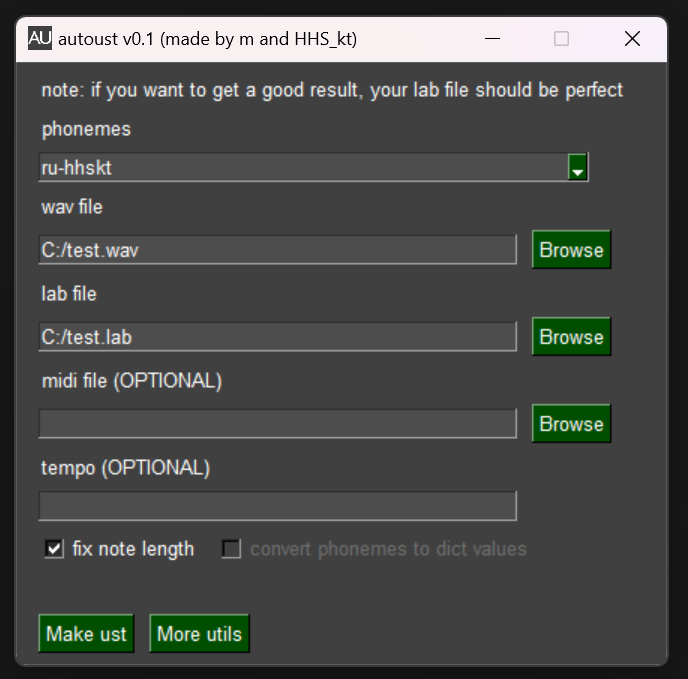 AU autoust v0.1 (made by m and HHS_kt)
note: if you want to get a good result, your lab file should be perfect
phonemes
ru-hhskt
wav file
C:/test.wav Browse
lab file
C:/test.lab Browse
midi file (OPTIONAL)
Browse
tempo (OPTIONAL)
fix note length convert phonemes to dict values
Make ust More utils